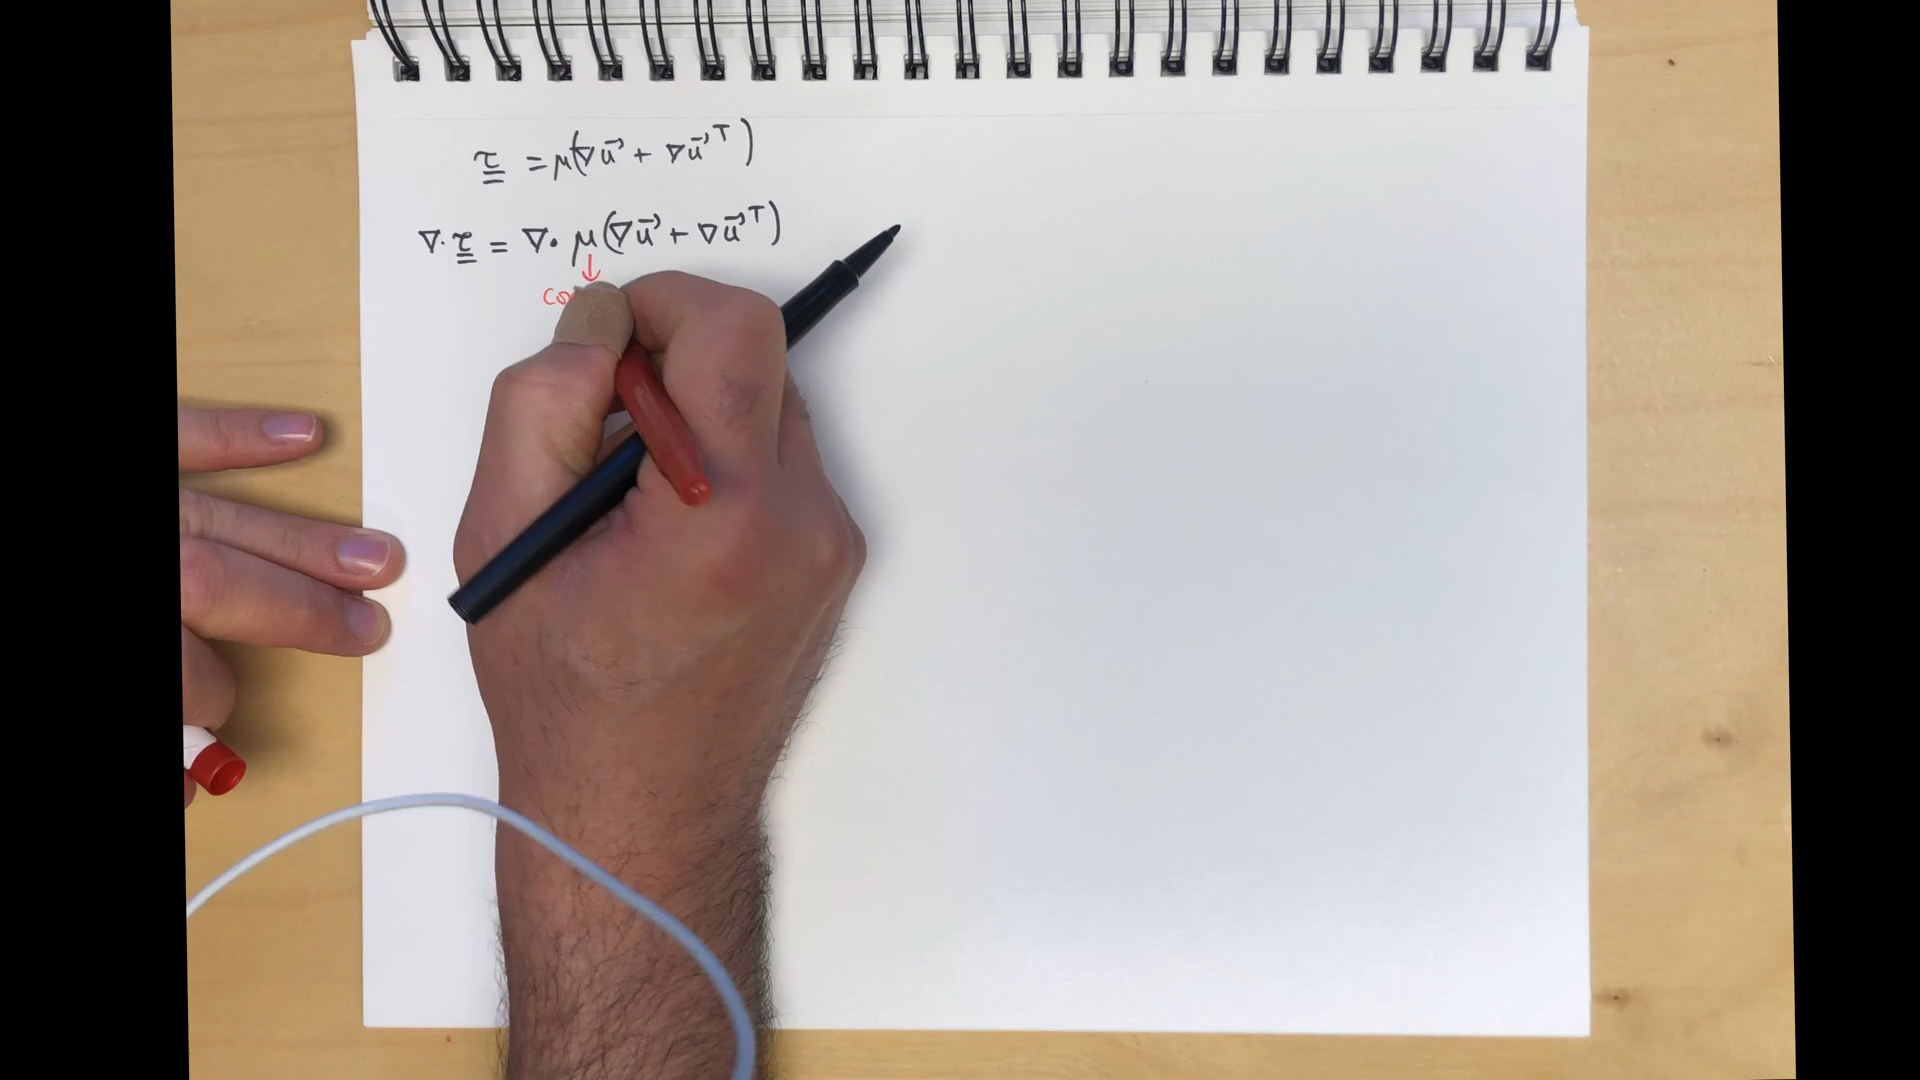 τ = μ(∇u⃗ + ∇u⃗ᵀ)
∇·τ = ∇· μ(∇u⃗ + ∇u⃗ᵀ)
↓